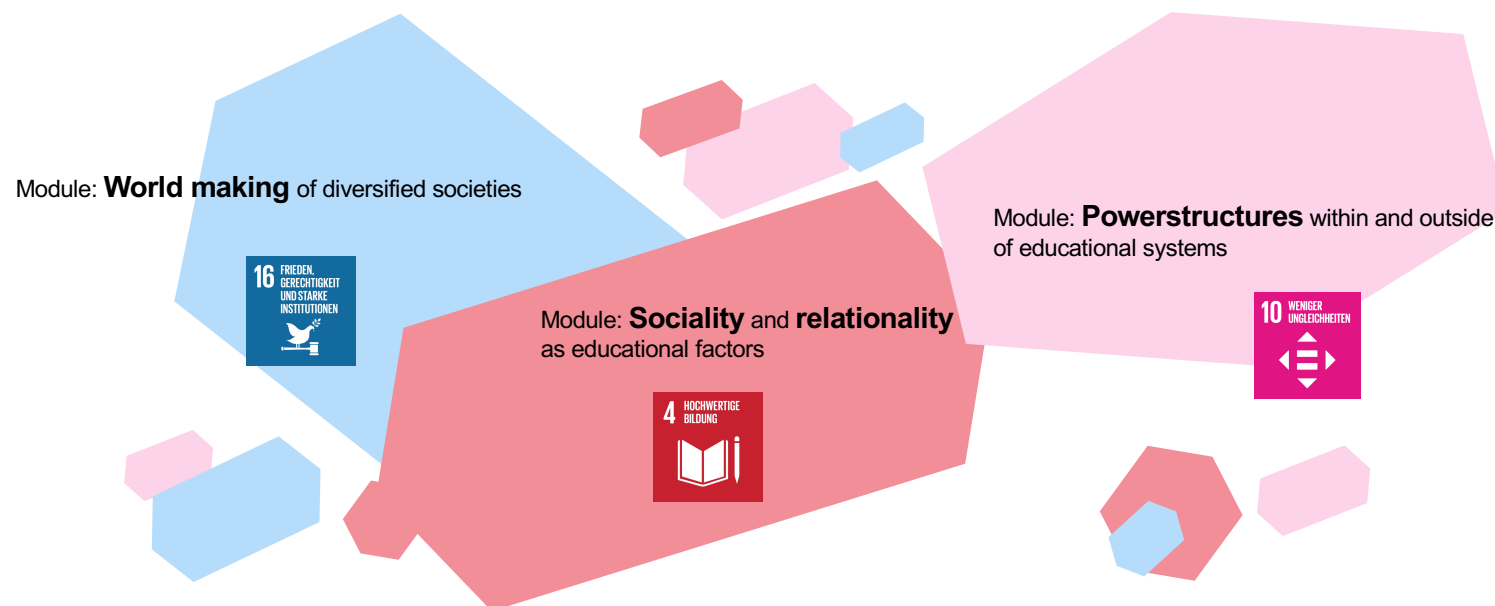 Module: World making of diversified societies
16 FRIEDEN,
GERECHTIGKEIT
UND STARKE
INSTITUTIONEN
Module: Sociality and relationality
as educational factors
4 HOCHWERTIGE
BILDUNG
Module: Powerstructures within and outside
of educational systems
10 WENIGER
UNGLEICHHEITEN